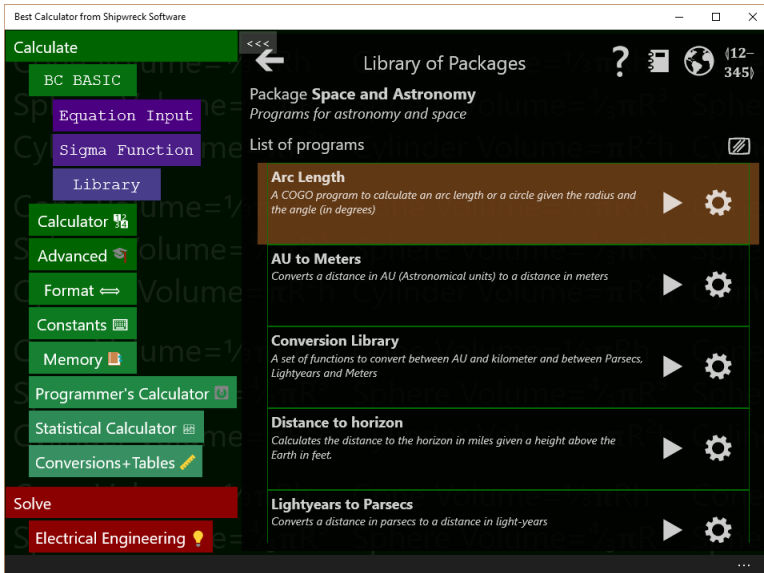 Best Calculator from Shipwreck Software
Calculate
BC BASIC
Equation Input
Sigma Function
Library
Calculator
Advanced
Format
Constants
Memory
Programmer's Calculator
Statistical Calculator
Conversions+Tables
Solve
Electrical Engineering
<<<
Library of Packages
?
(12–
345)
Package Space and Astronomy
Programs for astronomy and space
List of programs
Arc Length
A COGO program to calculate an arc length or a circle given the radius and
the angle (in degrees)
AU to Meters
Converts a distance in AU (Astronomical units) to a distance in meters
Conversion Library
A set of functions to convert between AU and kilometer and between Parsecs,
Lightyears and Meters
Distance to horizon
Calculates the distance to the horizon in miles given a height above the
Earth in feet.
Lightyears to Parsecs
Converts a distance in parsecs to a distance in light-years
...